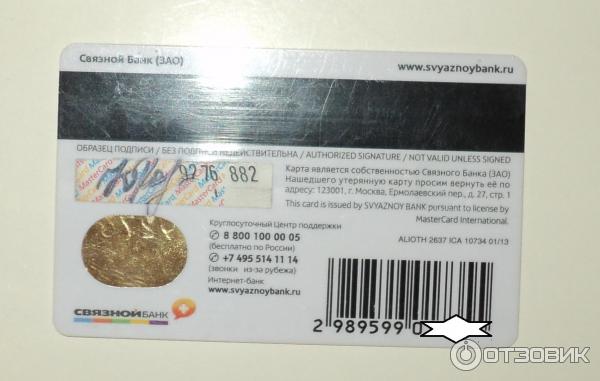 Связной Банк (ЗАО)
www.svyaznoybank.ru
ОБРАЗЕЦ ПОДПИСИ / БЕЗ ПОДПИСИ НЕДЕЙСТВИТЕЛЬНА / AUTHORIZED SIGNATURE / NOT VALID UNLESS SIGNED
MasterCard
9276 882
Карта является собственностью Связного Банка (ЗАО)
Нашедшего утерянную карту просим вернуть её по
адресу: 123001, г. Москва, Ермолаевский пер., д. 27, стр. 1
This card is issued by SVYAZNOY BANK pursuant to license by
MasterCard International.
ALIOTH 2637 ICA 10734 01/13
Круглосуточный Центр поддержки
8 800 100 00 05
(бесплатно по России)
+7 495 514 11 14
(звонки из-за рубежа)
Интернет-банк
www.svyaznoybank.ru
СВЯЗНОЙ БАНК
2 989599 0
ОТЗОВИК